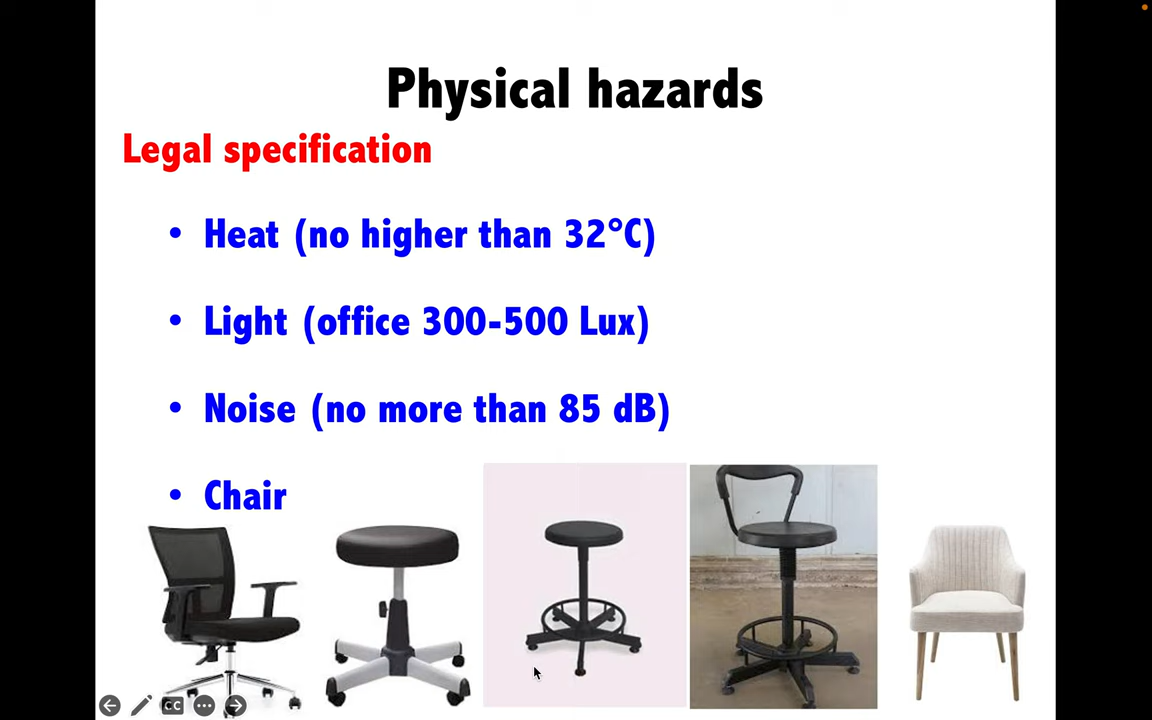 Physical hazards
Legal specification
• Heat (no higher than 32°C)
• Light (office 300-500 Lux)
• Noise (no more than 85 dB)
• Chair
CC